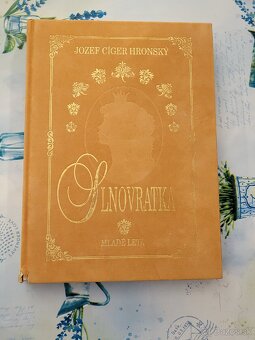 JOZEF CÍGER HRONSKÝ
SLNOVRATKA
MLADÉ LETÁ